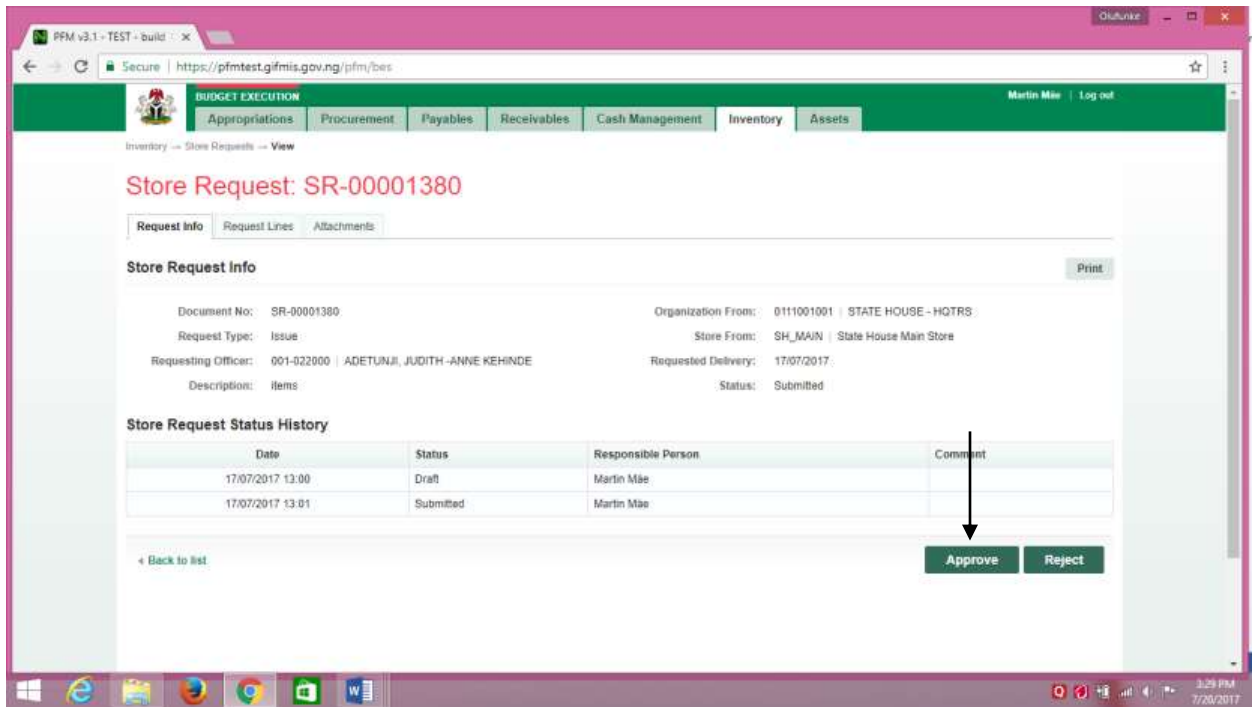 Olufunke
PFM v3.1 - TEST - build
Secure | https://pfmtest.gifmis.gov.ng/pfm/bes
BUDGET EXECUTION
Martin Mäe | Log out
Appropriations Procurement Payables Receivables Cash Management Inventory Assets
Inventory → Store Requests → View
Store Request: SR-00001380
Request Info Request Lines Attachments
Store Request Info
Print
Document No: SR-00001380 Organization From: 0111001001 | STATE HOUSE - HQTRS
Request Type: Issue Store From: SH_MAIN | State House Main Store
Requesting Officer: 001-022000 | ADETUNJI, JUDITH -ANNE KEHINDE Requested Delivery: 17/07/2017
Description: items Status: Submitted
Store Request Status History
Date Status Responsible Person Comment
17/07/2017 13:00 Draft Martin Mäe
17/07/2017 13:01 Submitted Martin Mäe
Back to list Approve Reject
3:29 PM
7/20/2017